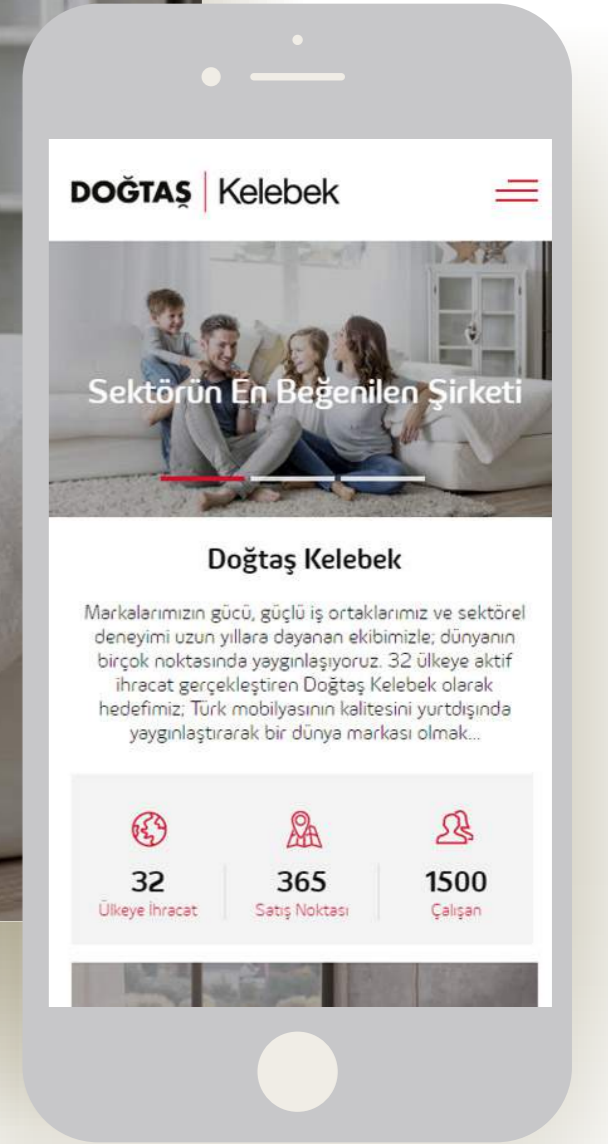 DOĞTAŞ | Kelebek
Sektörün En Beğenilen Şirketi
Doğtaş Kelebek
Markalarımızın gücü, güçlü iş ortaklarımız ve sektörel
deneyimi uzun yıllara dayanan ekibimizle; dünyanın
birçok noktasında yaygınlaşıyoruz. 32 ülkeye aktif
ihracat gerçekleştiren Doğtaş Kelebek olarak
hedefimiz; Türk mobilyasının kalitesini yurtdışında
yaygınlaştırarak bir dünya markası olmak...
32 365 1500
Ülkeye İhracat Satış Noktası Çalışan